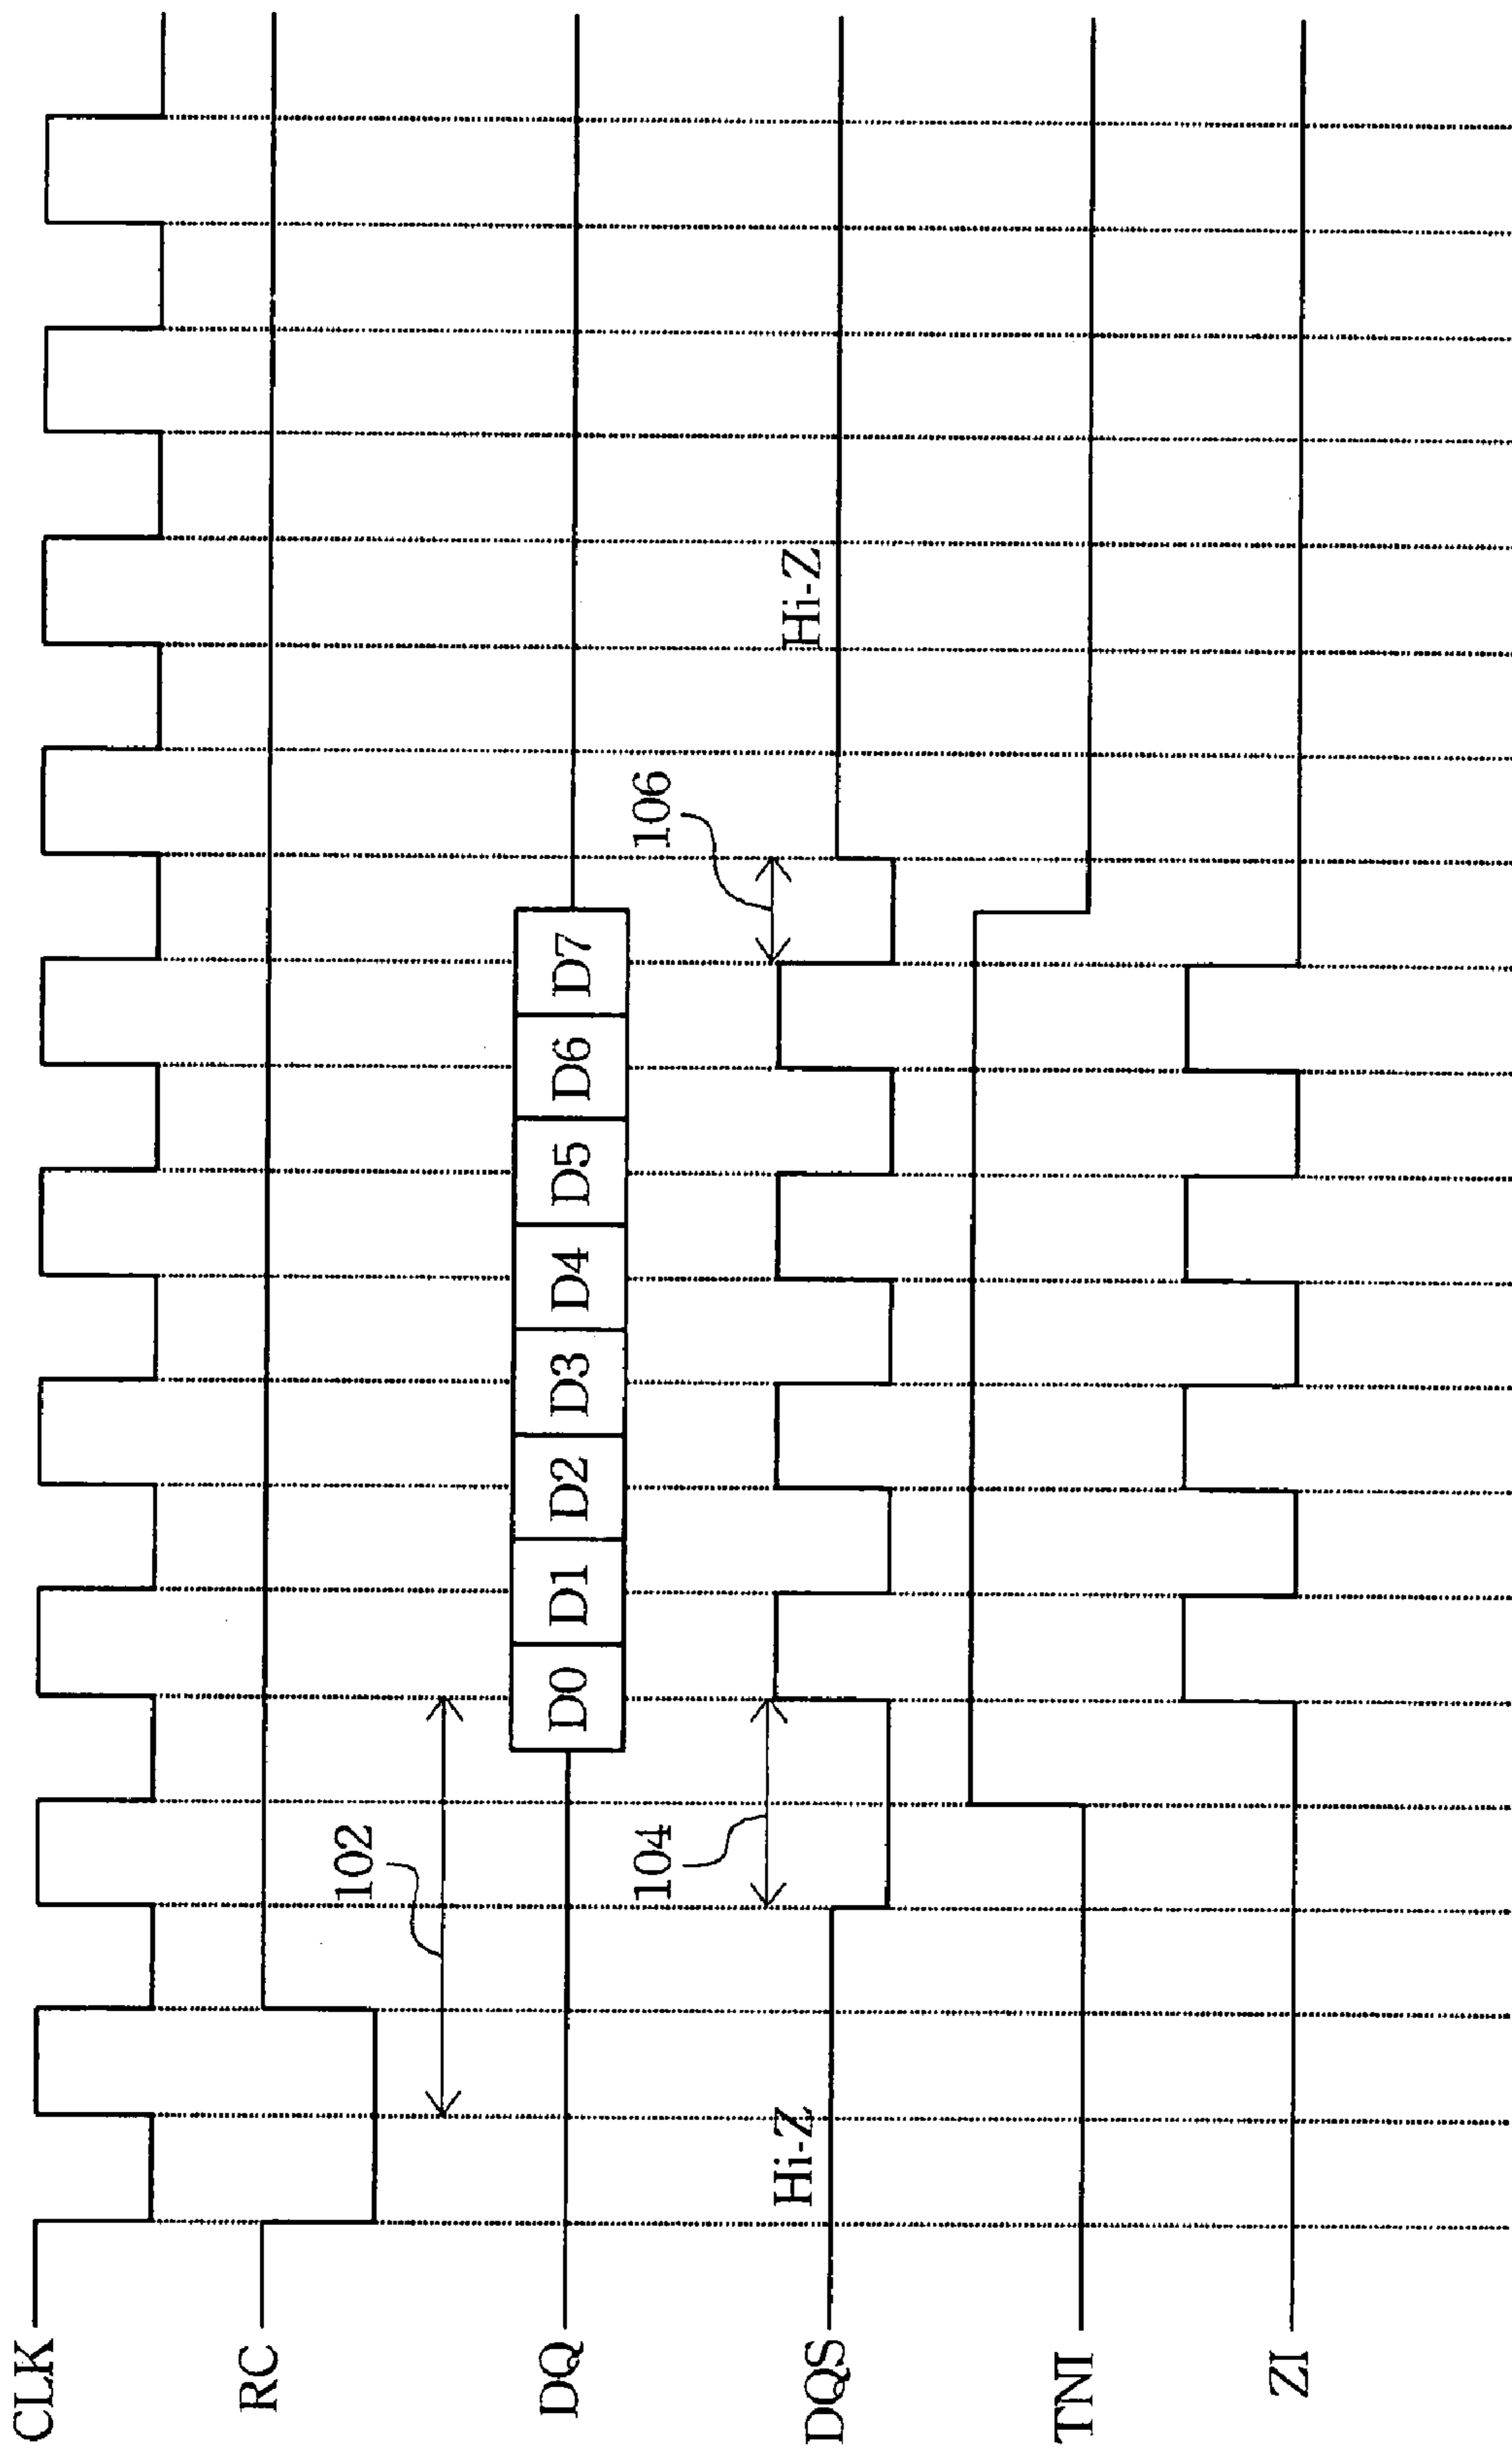 CLK
RC
102
DQ
D0 D1 D2 D3 D4 D5 D6 D7
104
106
DQS
Hi-Z
Hi-Z
TNI
ZI